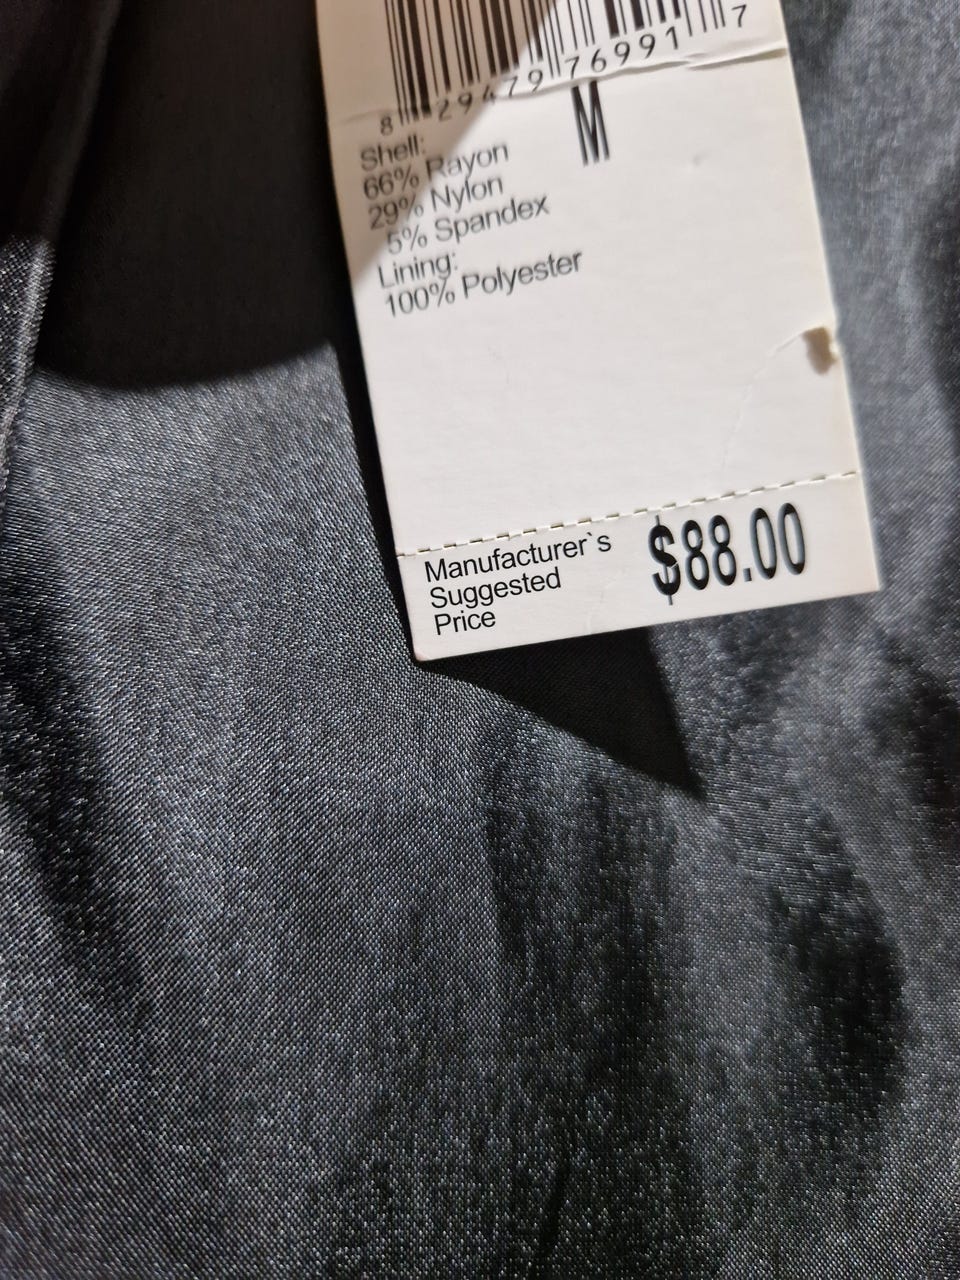 8 29479 76991 7
M
Shell:
66% Rayon
29% Nylon
5% Spandex
Lining:
100% Polyester
Manufacturer`s
Suggested
Price
$88.00